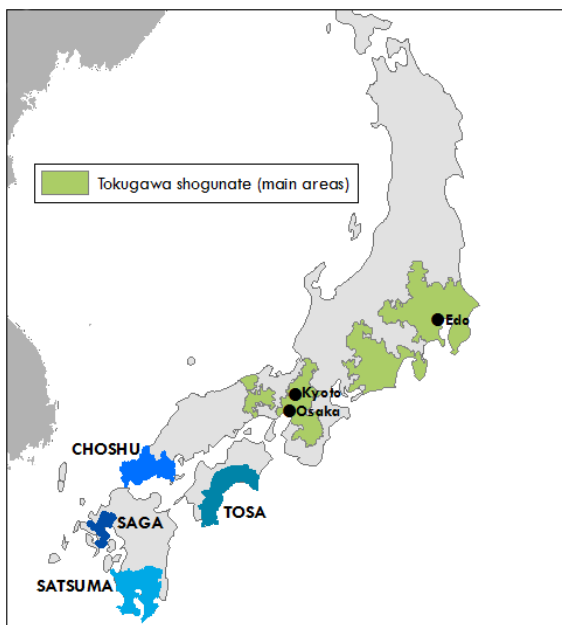 Tokugawa shogunate (main areas)
Edo
Kyoto
Osaka
CHOSHU
SAGA
TOSA
SATSUMA